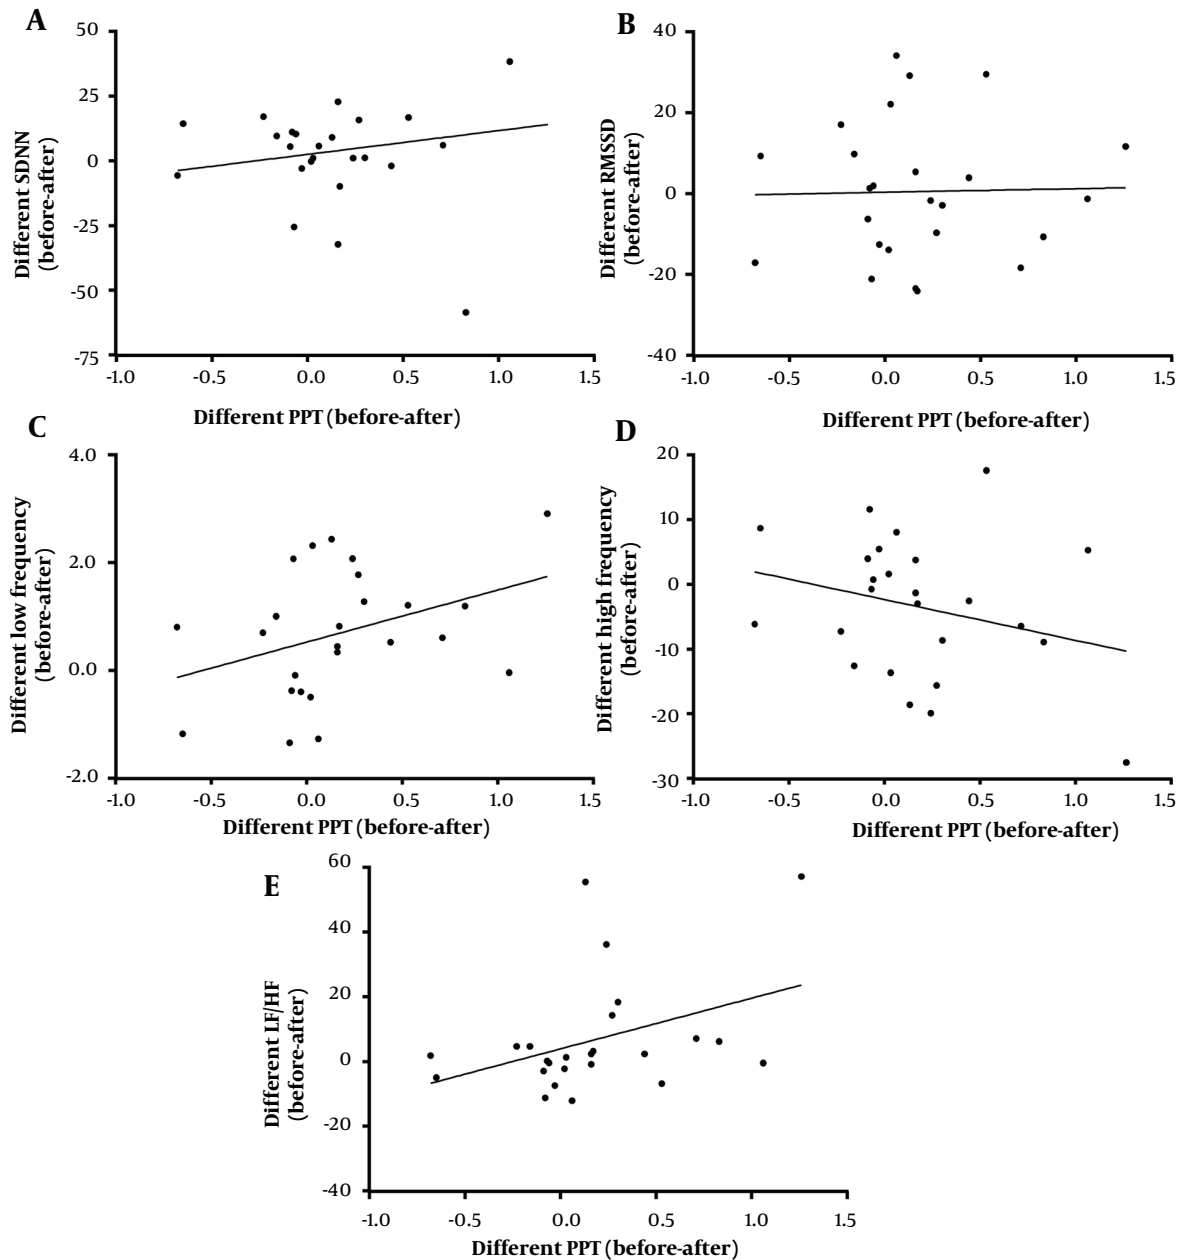 A
50
25
0
-25
-50
-75
-1.0 -0.5 0.0 0.5 1.0 1.5
Different SDNN
(before-after)
Different PPT (before-after)
B
40
20
0
-20
-40
-1.0 -0.5 0.0 0.5 1.0 1.5
Different RMSSD
(before-after)
Different PPT (before-after)
C
4.0
2.0
0.0
-2.0
-1.0 -0.5 0.0 0.5 1.0 1.5
Different low frequency
(before-after)
Different PPT (before-after)
D
20
10
0
-10
-20
-30
-1.0 -0.5 0.0 0.5 1.0 1.5
Different high frequency
(before-after)
Different PPT (before-after)
E
60
40
20
0
-20
-40
-1.0 -0.5 0.0 0.5 1.0 1.5
Different LF/HF
(before-after)
Different PPT (before-after)